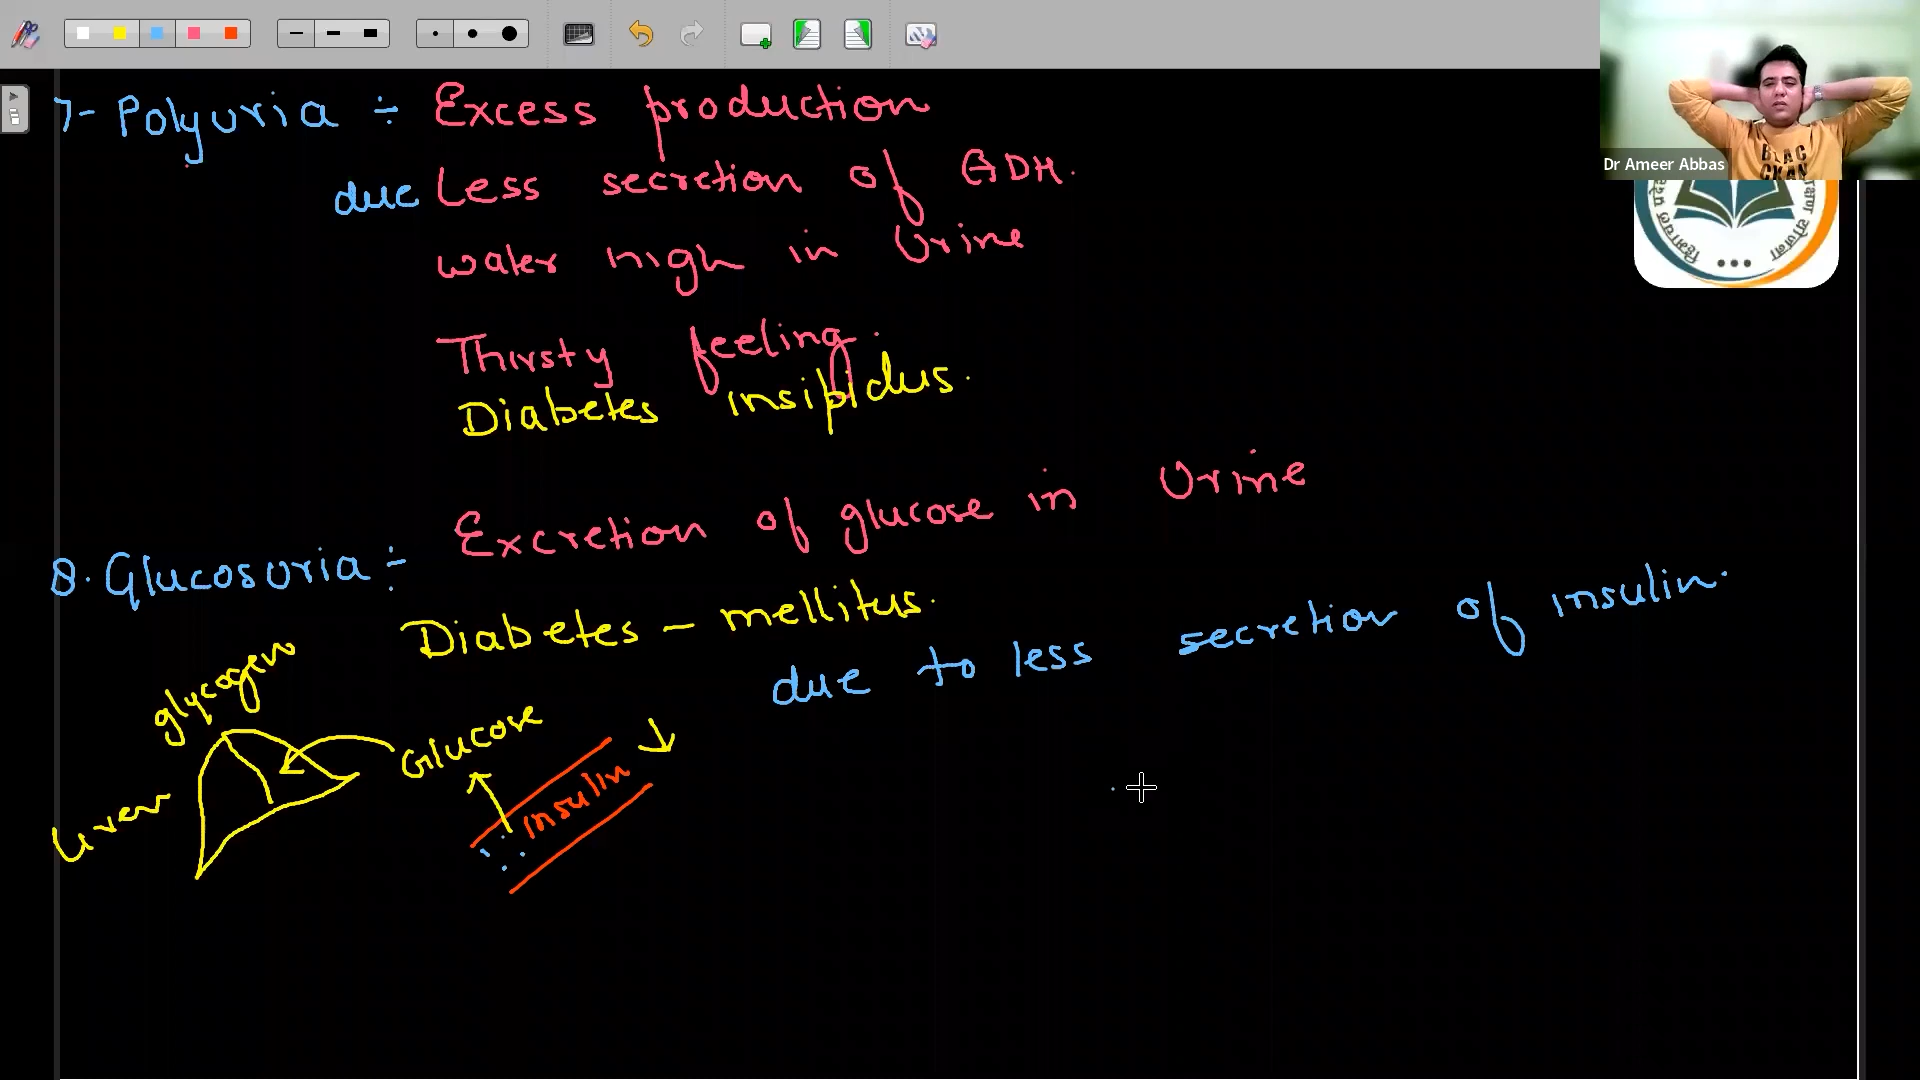 7- Polyuria ÷ Excess production
due Less secretion of ADH.
water high in Urine
Thirsty feeling.
Diabetes insipidus.
8. Glucosuria ÷ Excretion of glucose in Urine
Diabetes - mellitus.
due to less secretion of insulin.
glycogen
Glucose
Liver
insulin
Dr Ameer Abbas
BLAC
CKAN